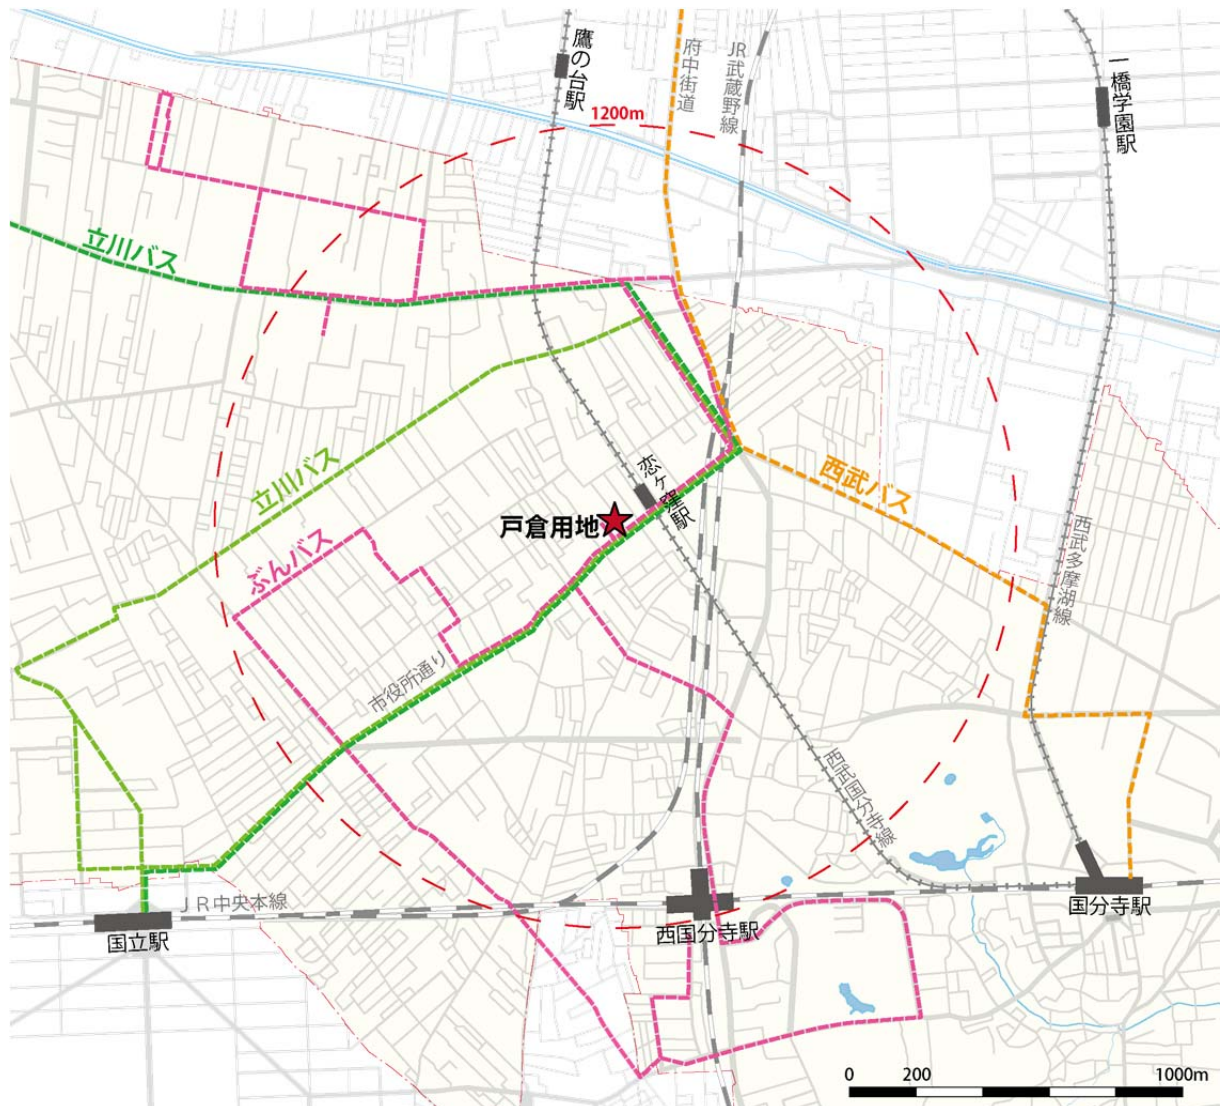 鷹の台駅
府中街道
JR武蔵野線
一橋学園駅
1200m
立川バス
立川バス
恋ヶ窪駅
西武バス
戸倉用地
ぶんバス
西武多摩湖線
市役所通り
西武国分寺線
JR中央本線
国立駅
西国分寺駅
国分寺駅
0 200 1000m